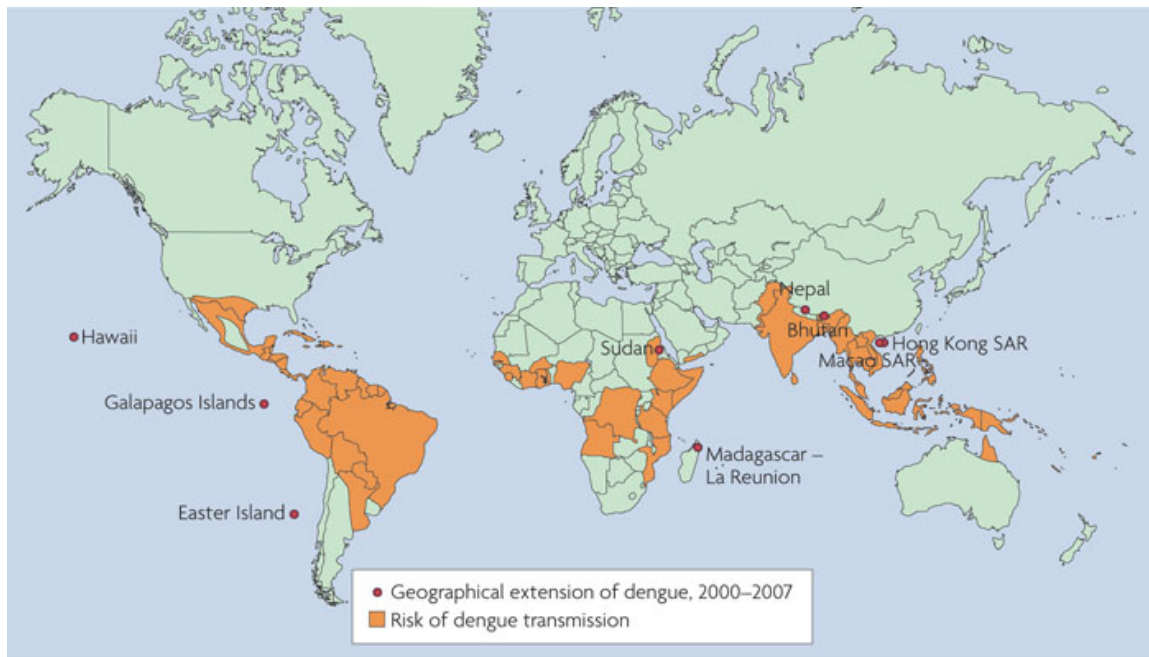 Nepal
Hawaii
Bhutan
Sudan
Hong Kong SAR
Macao SAR
Galapagos Islands
Madagascar –
La Reunion
Easter Island
Geographical extension of dengue, 2000–2007
Risk of dengue transmission